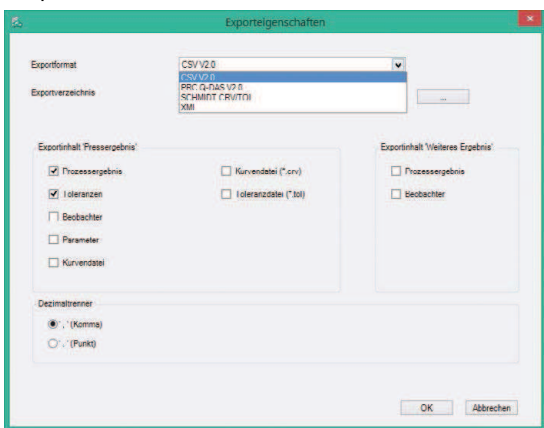 Exporteigenschaften
Exportformat
CSV V2.0
CSV V2.0
PRC Q-DAS V2.0
SCHMIDT CRV/TOL
XML
Exportverzeichnis
...
Exportinhalt 'Pressergebnis'
Prozessergebnis
Kurvendatei (*.crv)
Toleranzen
Toleranzdatei (*.tol)
Beobachter
Parameter
Kurvendatei
Exportinhalt 'Weiteres Ergebnis'
Prozessergebnis
Beobachter
Dezimaltrenner
' , ' (Komma)
' . ' (Punkt)
OK
Abbrechen